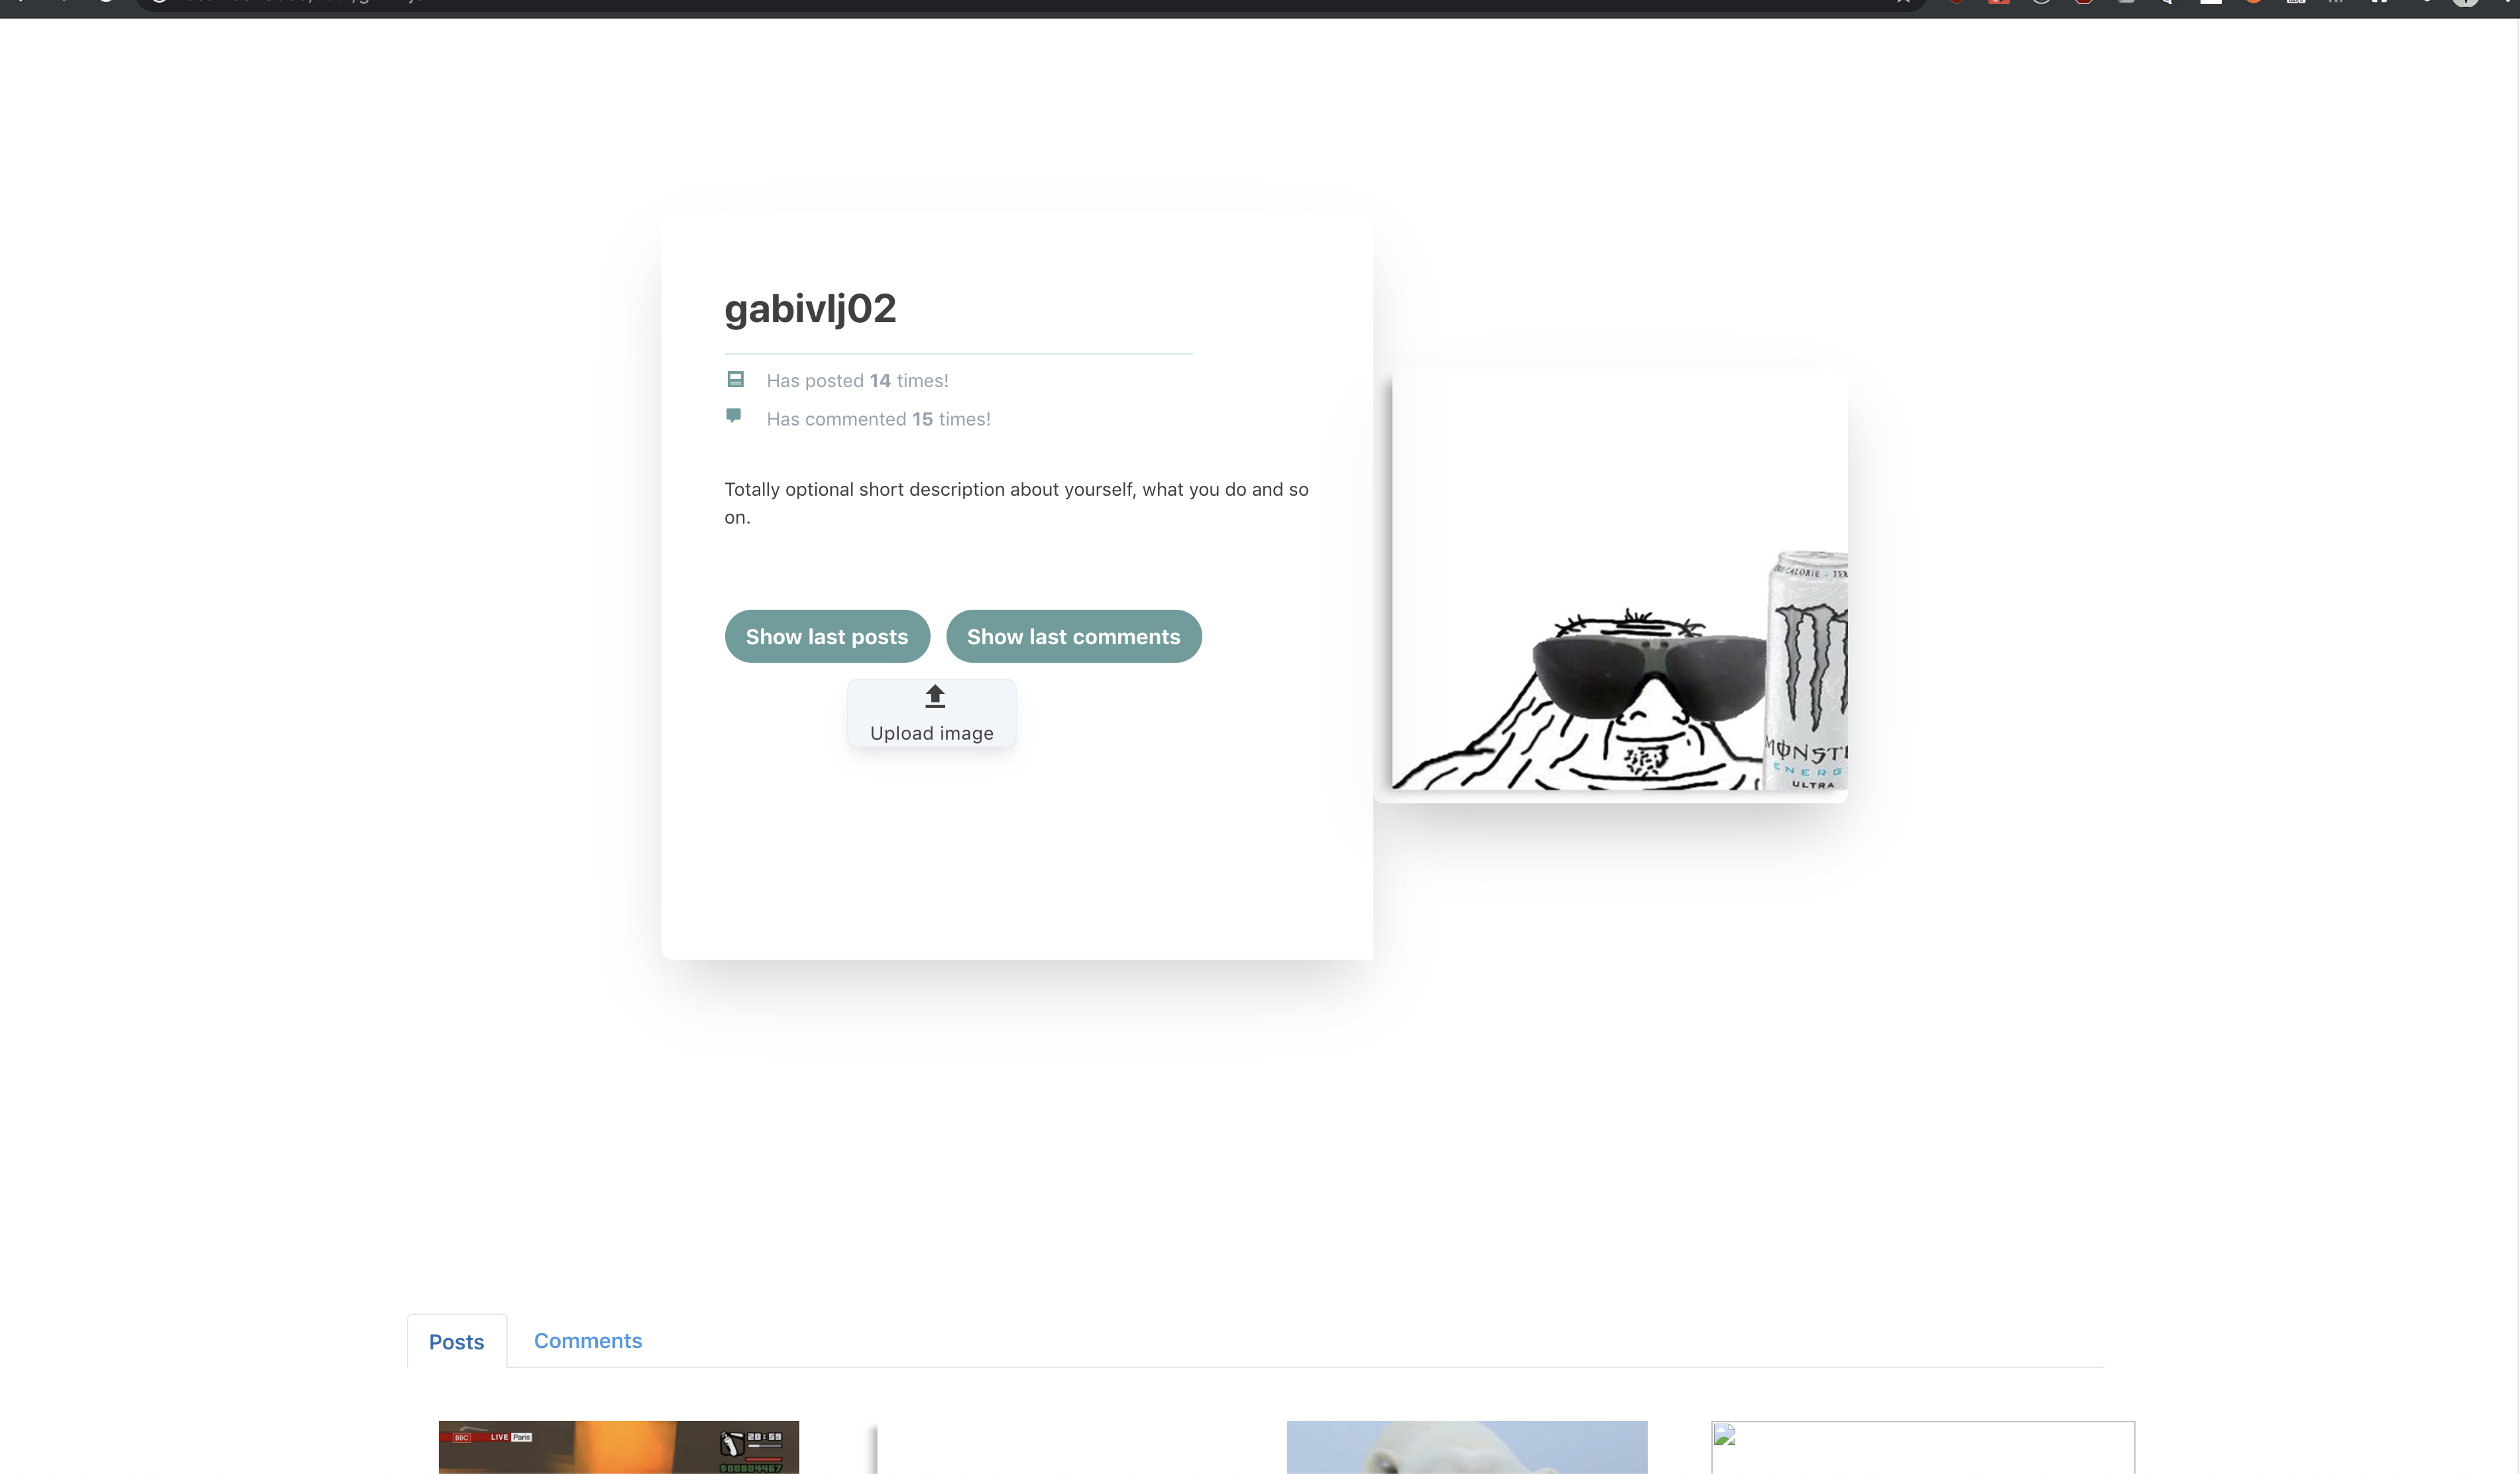 gabivlj02
Has posted 14 times!
Has commented 15 times!
Totally optional short description about yourself, what you do and so
on.
Show last posts
Show last comments
Upload image
CALORIE
ENERG
ULTRA
Posts
Comments
BBC
LIVE Paris
20:59